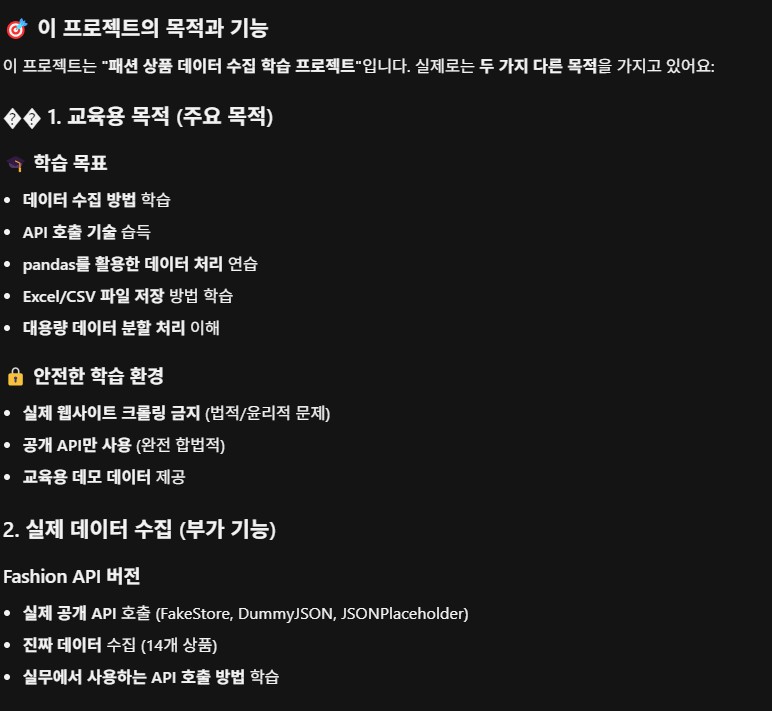 🎯 이 프로젝트의 목적과 기능
이 프로젝트는 "패션 상품 데이터 수집 학습 프로젝트"입니다. 실제로는 두 가지 다른 목적을 가지고 있어요:
�� 1. 교육용 목적 (주요 목적)
🎓 학습 목표
• 데이터 수집 방법 학습
• API 호출 기술 습득
• pandas를 활용한 데이터 처리 연습
• Excel/CSV 파일 저장 방법 학습
• 대용량 데이터 분할 처리 이해
🔒 안전한 학습 환경
• 실제 웹사이트 크롤링 금지 (법적/윤리적 문제)
• 공개 API만 사용 (완전 합법적)
• 교육용 데모 데이터 제공
2. 실제 데이터 수집 (부가 기능)
Fashion API 버전
• 실제 공개 API 호출 (FakeStore, DummyJSON, JSONPlaceholder)
• 진짜 데이터 수집 (14개 상품)
• 실무에서 사용하는 API 호출 방법 학습